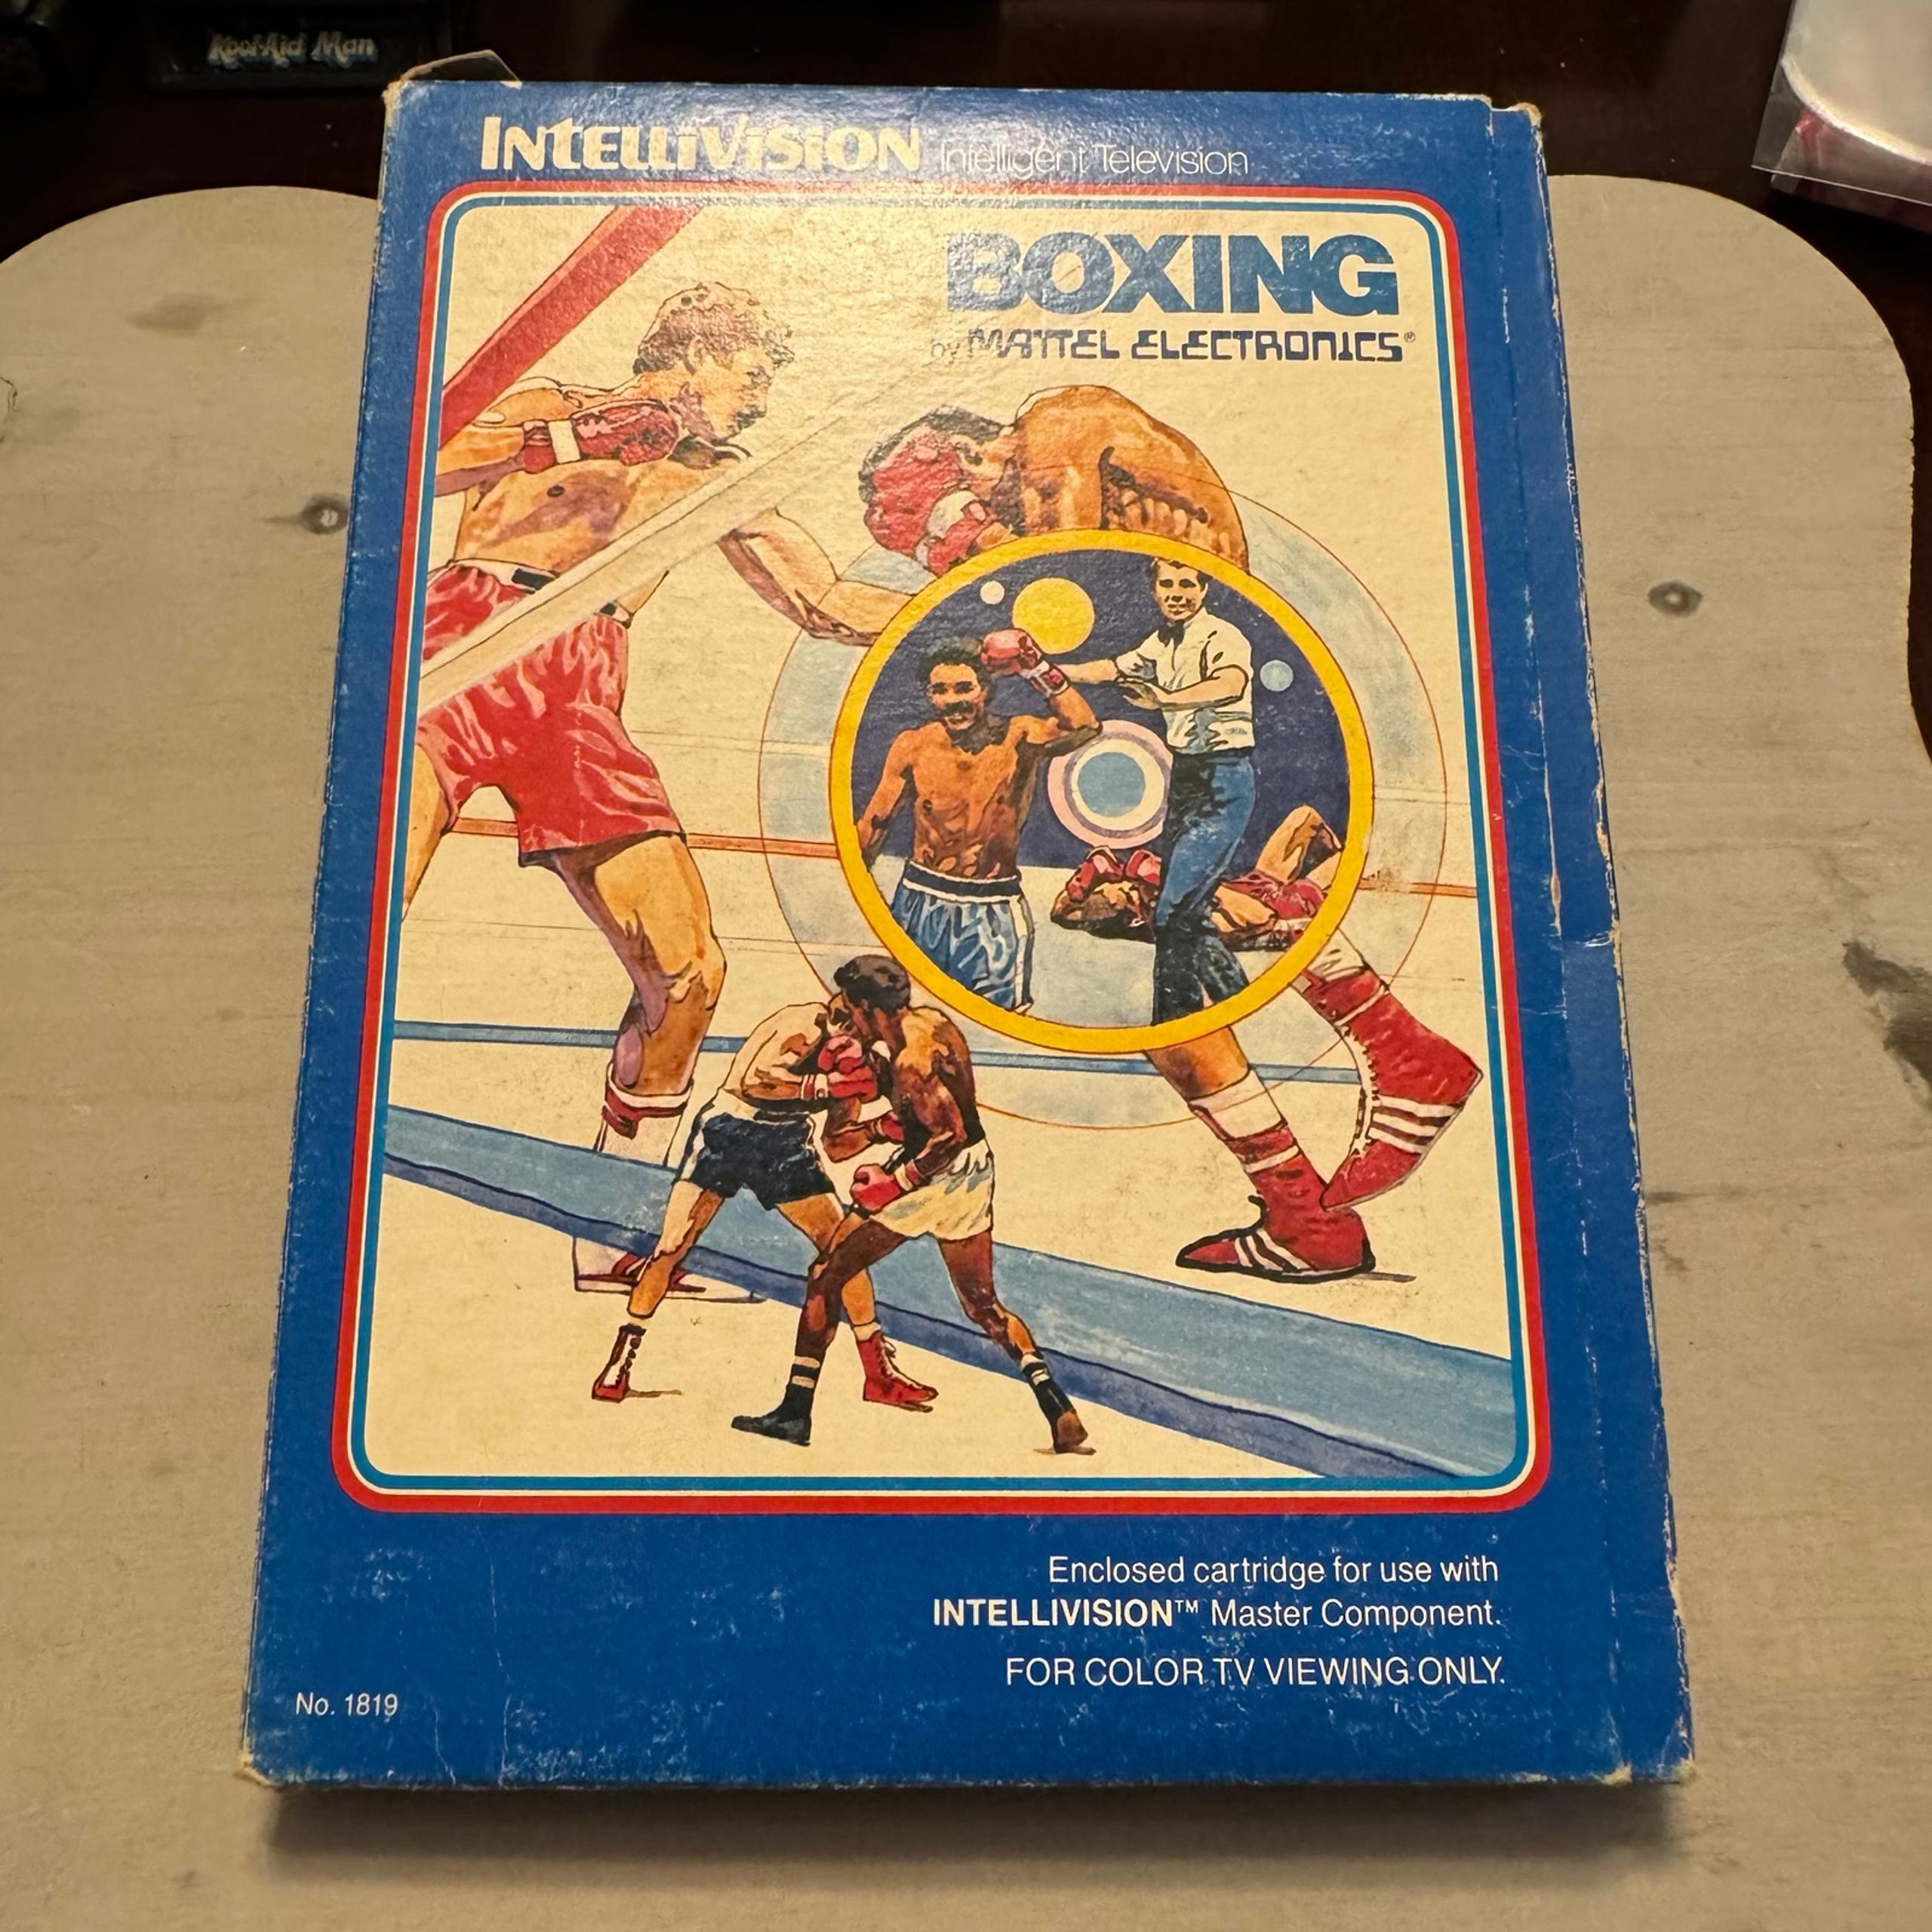 Kool-Aid Man
INTELLIVISION Intelligent Television
BOXING
by MATTEL ELECTRONICS®
Enclosed cartridge for use with
INTELLIVISION™ Master Component.
FOR COLOR TV VIEWING ONLY.
No. 1819